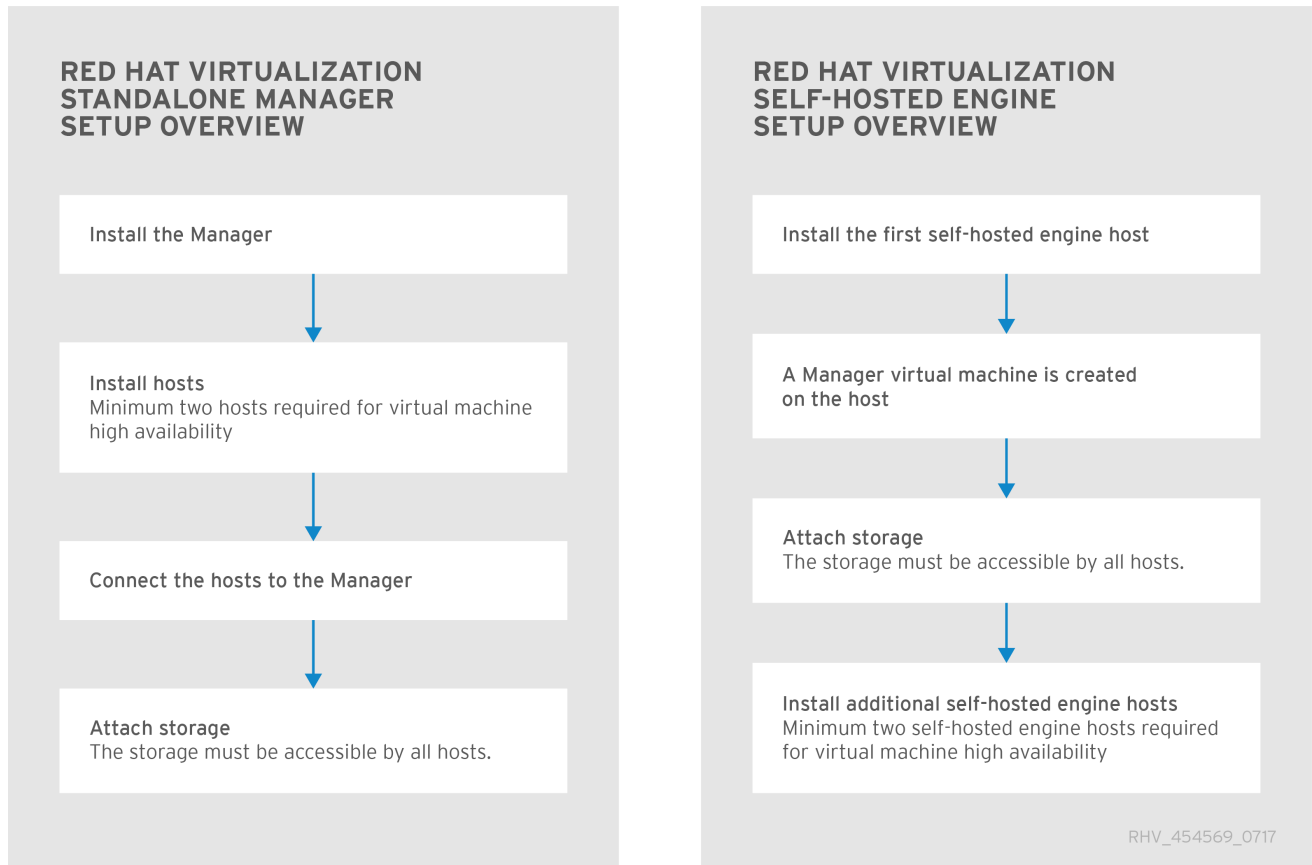 RED HAT VIRTUALIZATION
STANDALONE MANAGER
SETUP OVERVIEW
Install the Manager
Install hosts
Minimum two hosts required for virtual machine
high availability
Connect the hosts to the Manager
Attach storage
The storage must be accessible by all hosts.
RED HAT VIRTUALIZATION
SELF-HOSTED ENGINE
SETUP OVERVIEW
Install the first self-hosted engine host
A Manager virtual machine is created
on the host
Attach storage
The storage must be accessible by all hosts.
Install additional self-hosted engine hosts
Minimum two self-hosted engine hosts required
for virtual machine high availability
RHV_454569_0717